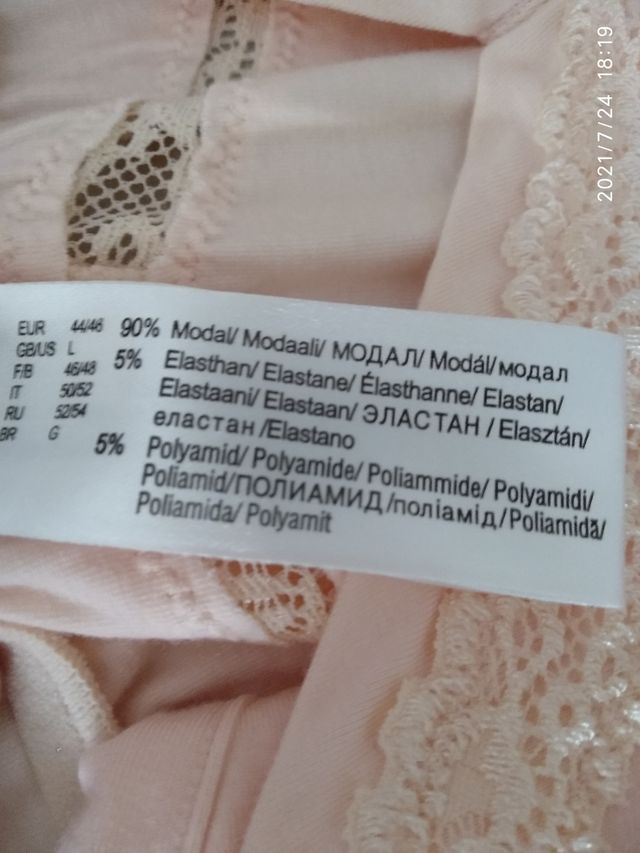 2021/7/24 18:19
EUR 44/46
GB/US L
F/B 46/48
IT 50/52
RU 52/54
BR G
90% Modal/ Modaali/ МОДАЛ/ Modál/модал
5% Elasthan/ Elastane/ Élasthanne/ Elastan/
Elastaani/ Elastaan/ ЭЛАСТАН / Elasztán/
еластан /Elastano
5% Polyamid/ Polyamide/ Poliammide/ Polyamidi/
Poliamid/ПОЛИАМИД/поліамід/Poliamidă/
Poliamida/ Polyamit